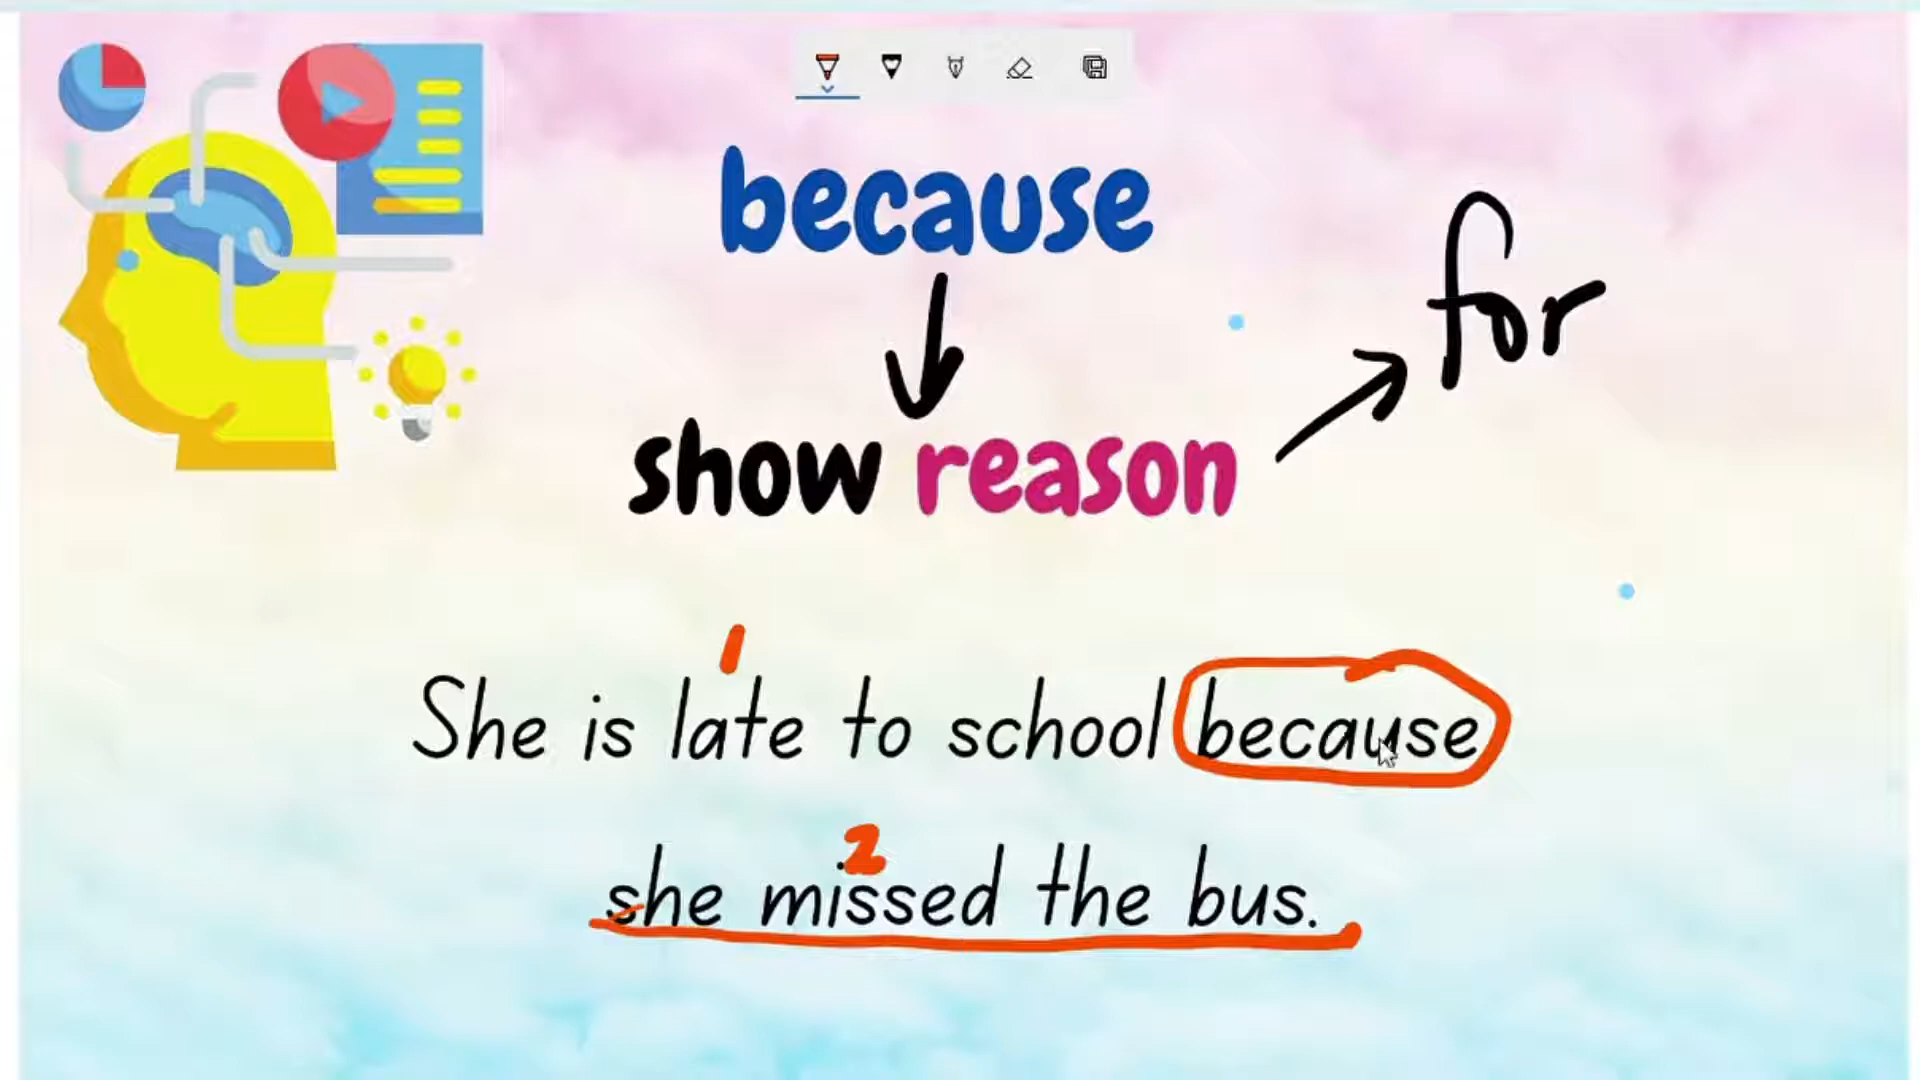 because
for
show reason
1
She is late to school because
2
she missed the bus.